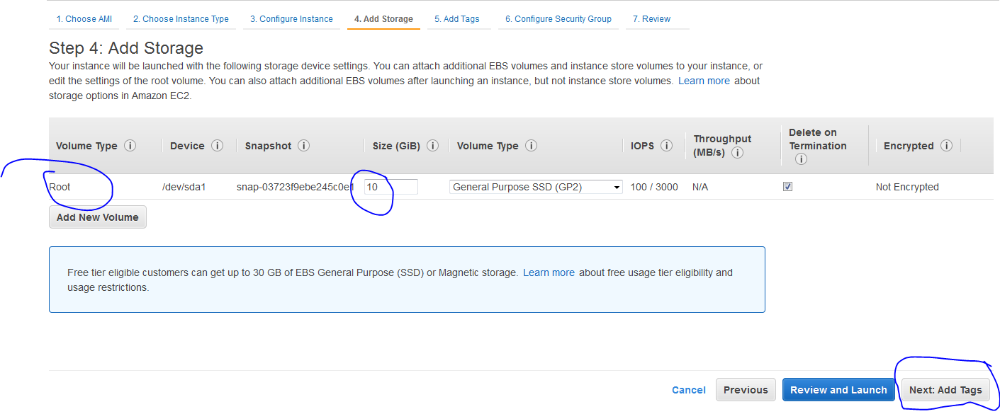 1. Choose AMI 2. Choose Instance Type 3. Configure Instance 4. Add Storage 5. Add Tags 6. Configure Security Group 7. Review
Step 4: Add Storage
Your instance will be launched with the following storage device settings. You can attach additional EBS volumes and instance store volumes to your instance, or
edit the settings of the root volume. You can also attach additional EBS volumes after launching an instance, but not instance store volumes. Learn more about
storage options in Amazon EC2.
Volume Type i Device i Snapshot i Size (GiB) i Volume Type i IOPS i Throughput (MB/s) i Delete on Termination i Encrypted i
Root /dev/sda1 snap-03723f9ebe245c0e1 10 General Purpose SSD (GP2) 100 / 3000 N/A Not Encrypted
Add New Volume
Free tier eligible customers can get up to 30 GB of EBS General Purpose (SSD) or Magnetic storage. Learn more about free usage tier eligibility and
usage restrictions.
Cancel Previous Review and Launch Next: Add Tags